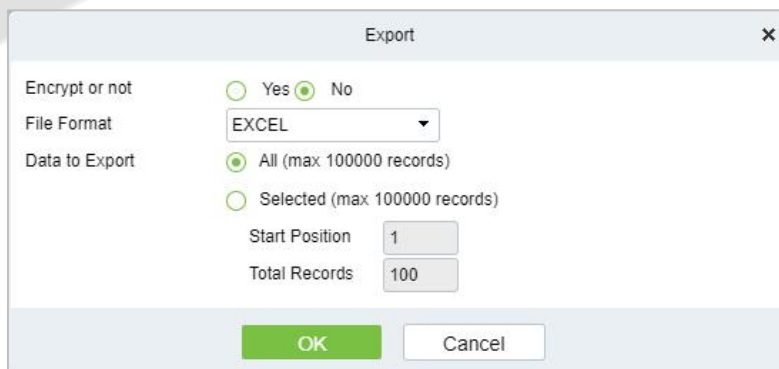 Export
Encrypt or not Yes No
File Format EXCEL
Data to Export All (max 100000 records)
Selected (max 100000 records)
Start Position 1
Total Records 100
OK Cancel